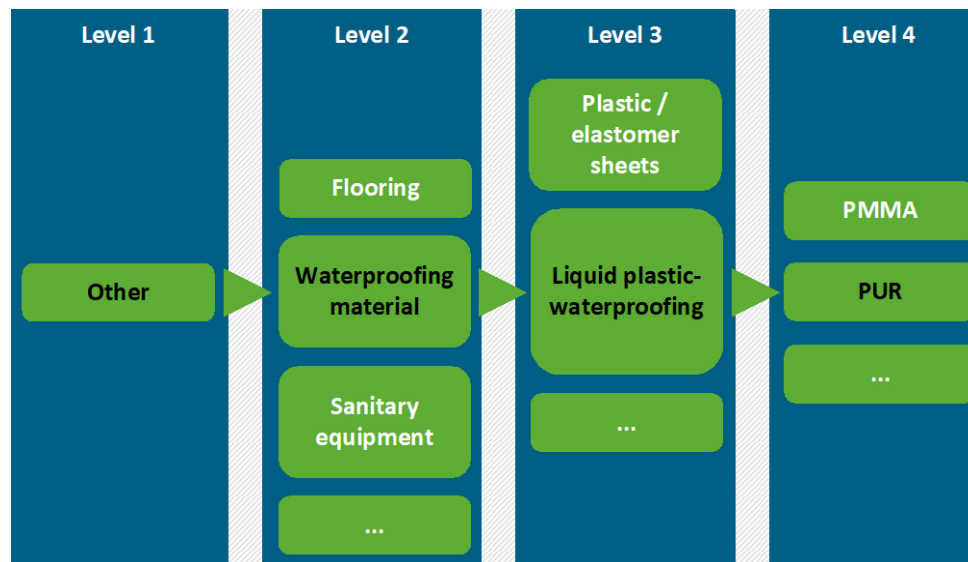 Level 1
Other
Level 2
Flooring
Waterproofing
material
Sanitary
equipment
...
Level 3
Plastic /
elastomer
sheets
Liquid plastic-
waterproofing
...
Level 4
PMMA
PUR
...